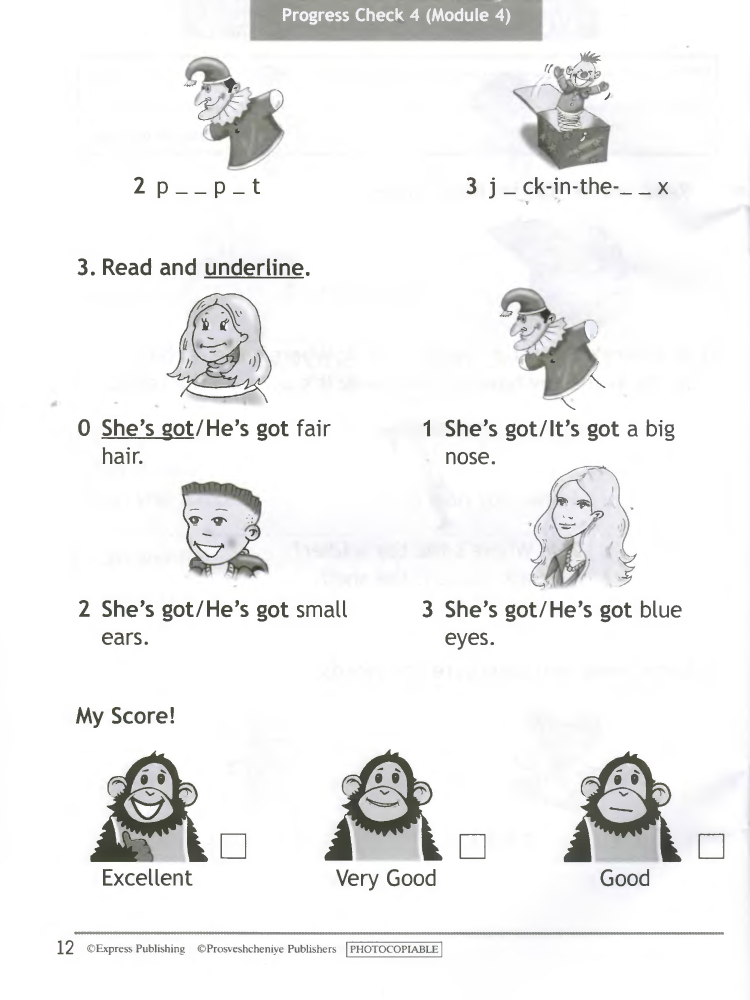 Progress Check 4 (Module 4)
2 p _ _ p _ t
3 j _ ck-in-the-_ _ x
3. Read and underline.
0 She's got/He's got fair
hair.
1 She's got/It's got a big
nose.
2 She's got/He's got small
ears.
3 She's got/He's got blue
eyes.
My Score!
Excellent
Very Good
Good
12 ©Express Publishing ©Prosveshcheniye Publishers PHOTOCOPIABLE